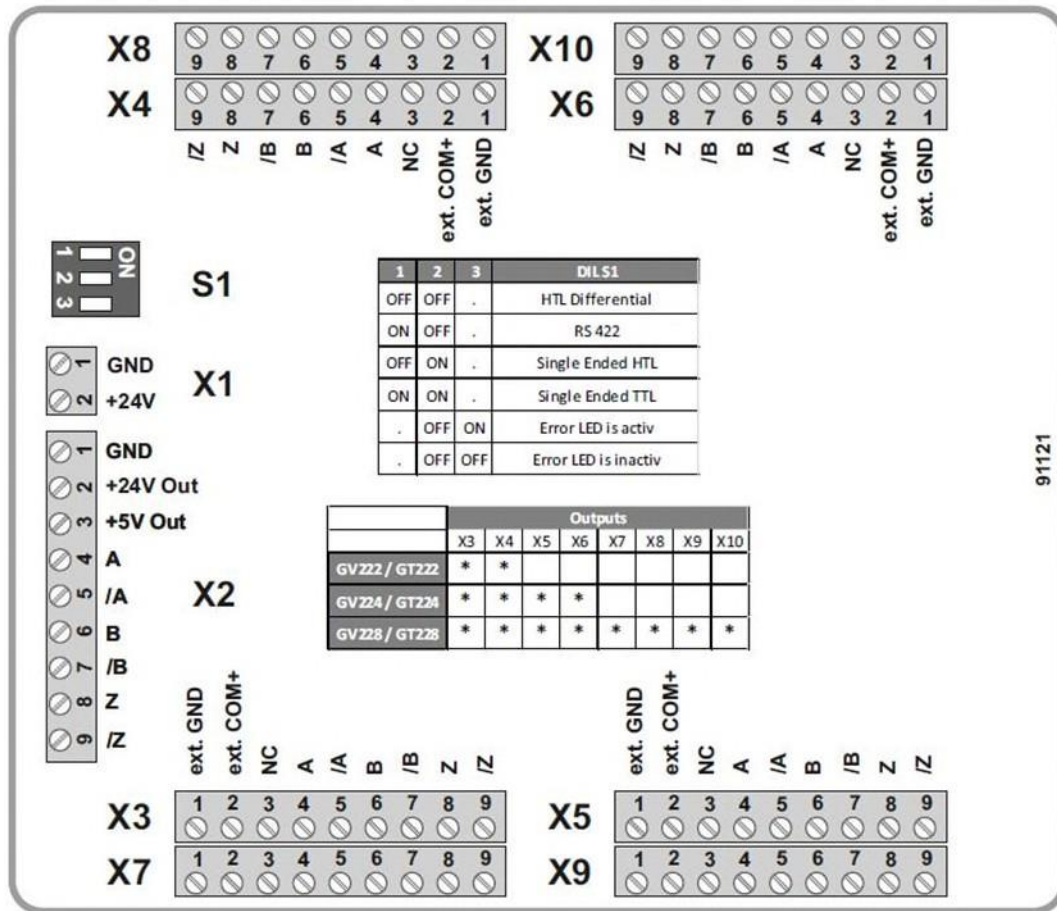 X8 9 8 7 6 5 4 3 2 1
X10 9 8 7 6 5 4 3 2 1
X4 9 8 7 6 5 4 3 2 1
X6 9 8 7 6 5 4 3 2 1
/Z Z /B B /A A NC ext. COM+ ext. GND
/Z Z /B B /A A NC ext. COM+ ext. GND
1 2 3 ON
S1
1 2 3 DIL S1
OFF OFF . HTL Differential
ON OFF . RS 422
OFF ON . Single Ended HTL
ON ON . Single Ended TTL
. OFF ON Error LED is activ
. OFF OFF Error LED is inactiv
X1
1 GND
2 +24V
X2
1 GND
2 +24V Out
3 +5V Out
4 A
5 /A
6 B
7 /B
8 Z
9 /Z
91121
Outputs
X3 X4 X5 X6 X7 X8 X9 X10
GV222 / GT222 * *
GV224 / GT224 * * * *
GV228 / GT228 * * * * * * * *
ext. GND ext. COM+ NC A /A B /B Z /Z
ext. GND ext. COM+ NC A /A B /B Z /Z
X3 1 2 3 4 5 6 7 8 9
X5 1 2 3 4 5 6 7 8 9
X7 1 2 3 4 5 6 7 8 9
X9 1 2 3 4 5 6 7 8 9